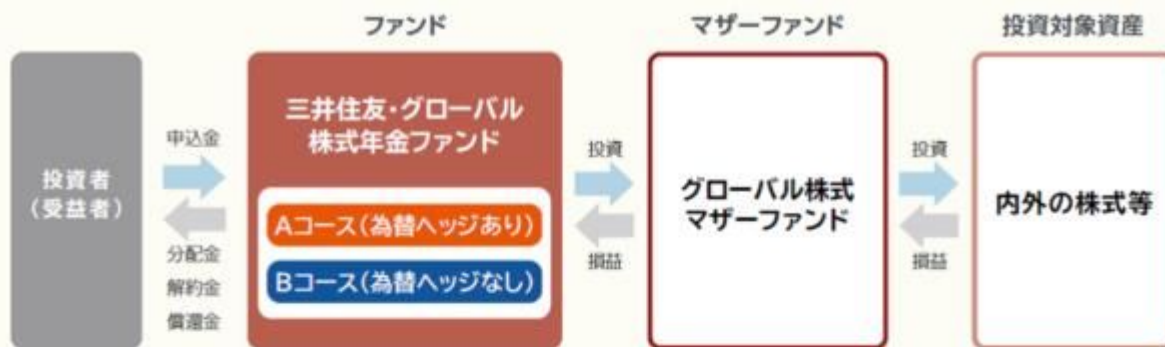 ファンド
マザーファンド
投資対象資産
投資者
(受益者)
申込金
分配金
解約金
償還金
三井住友・グローバル
株式年金ファンド
Aコース(為替ヘッジあり)
Bコース(為替ヘッジなし)
投資
損益
グローバル株式
マザーファンド
投資
損益
内外の株式等